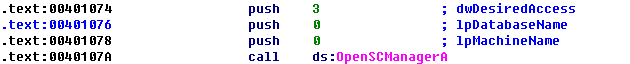 .text:00401074 push 3 ; dwDesiredAccess
.text:00401076 push 0 ; lpDatabaseName
.text:00401078 push 0 ; lpMachineName
.text:0040107A call ds:OpenSCManagerA